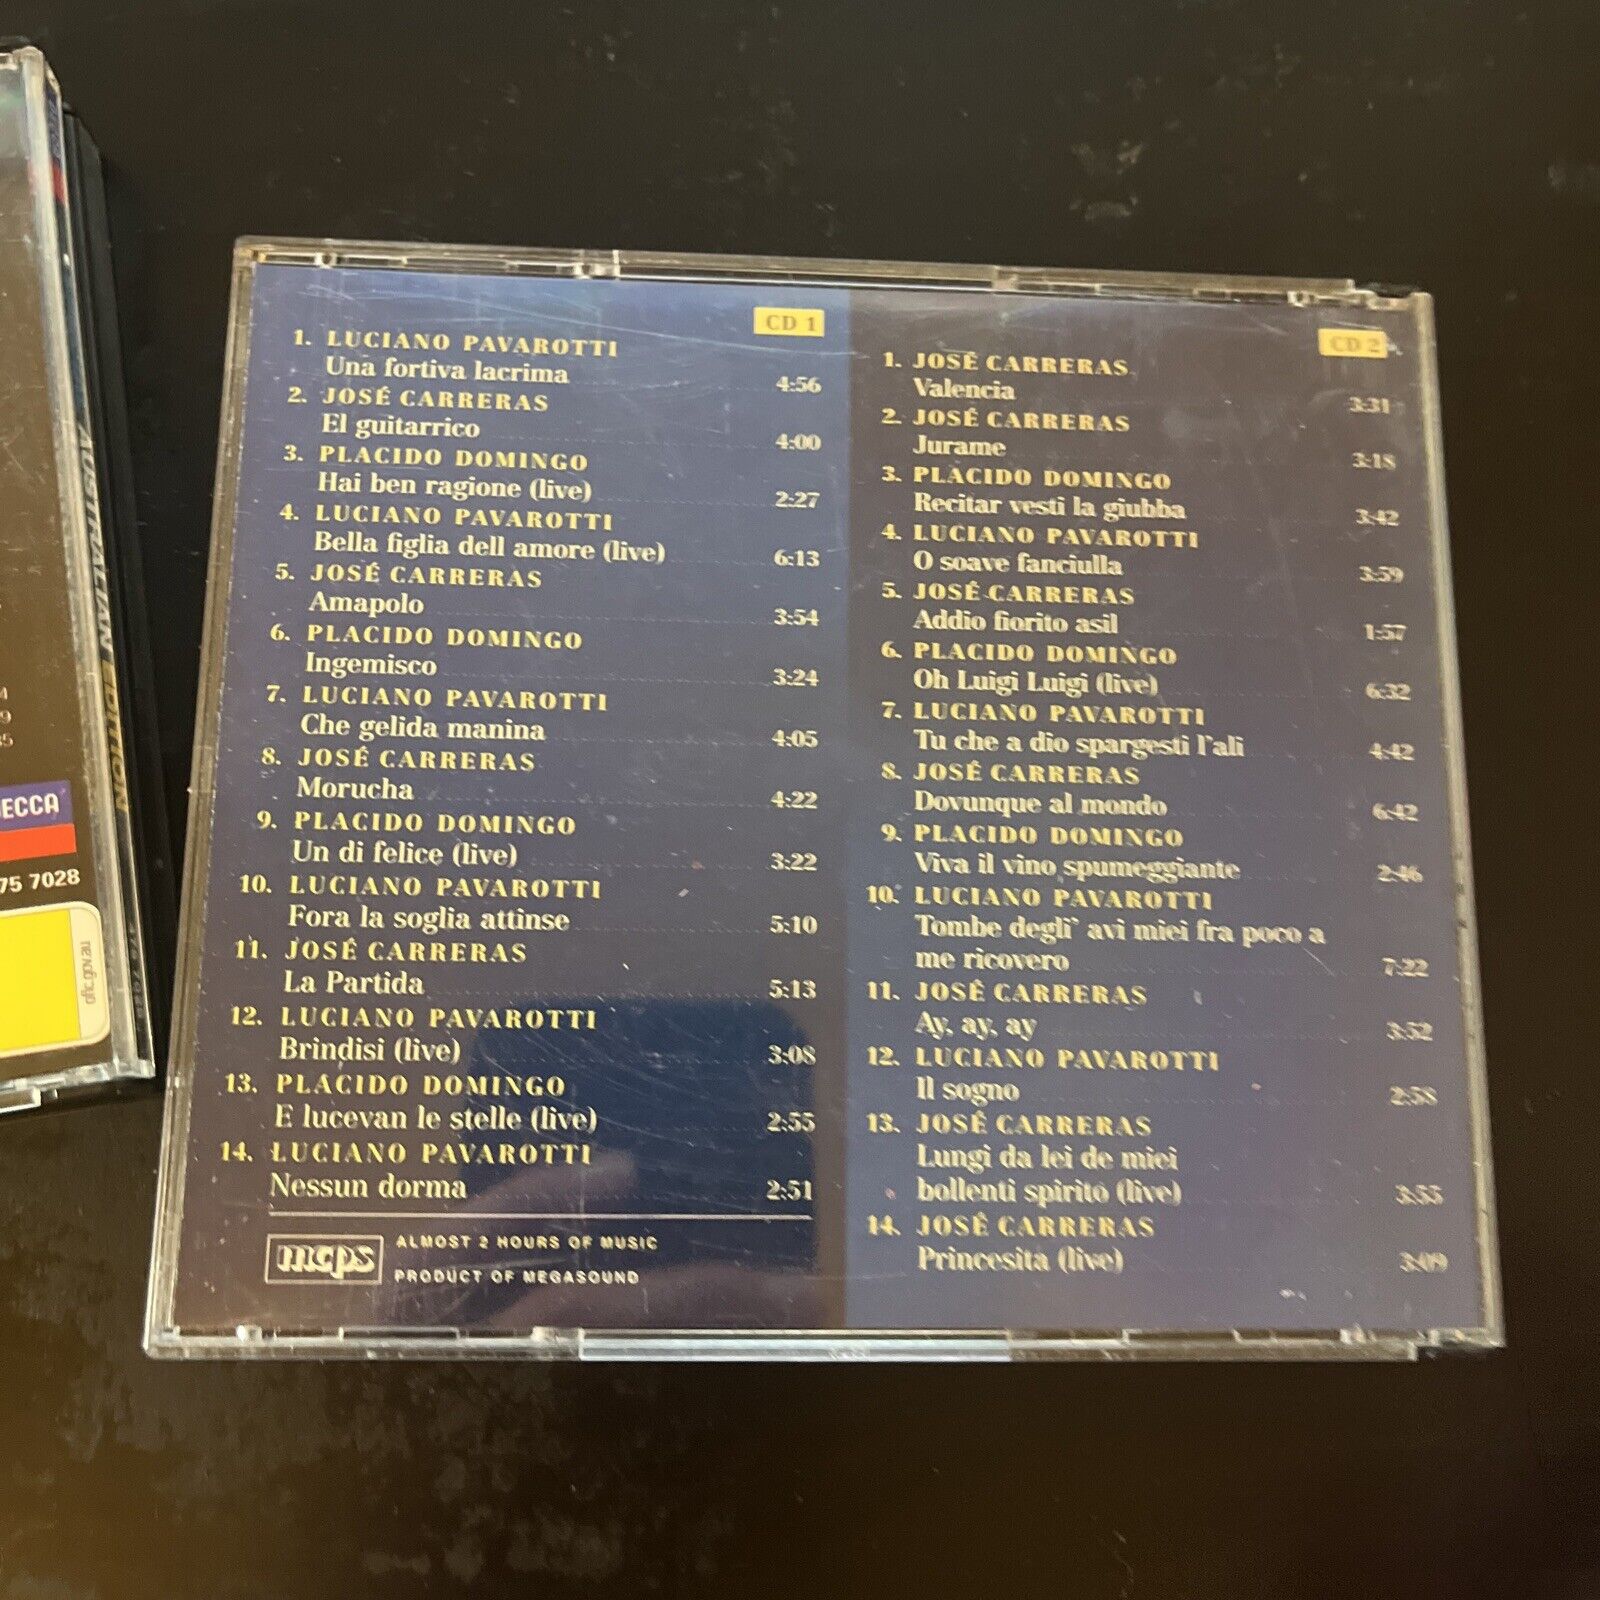 CD 1
1. LUCIANO PAVAROTTI
Una fortiva lacrima 4:56
2. JOSÉ CARRERAS
El guitarrico 4:00
3. PLACIDO DOMINGO
Hai ben ragione (live) 2:27
4. LUCIANO PAVAROTTI
Bella figlia dell amore (live) 6:13
5. JOSÉ CARRERAS
Amapolo 3:54
6. PLACIDO DOMINGO
Ingemisco 3:24
7. LUCIANO PAVAROTTI
Che gelida manina 4:05
8. JOSÉ CARRERAS
Morucha 4:22
9. PLACIDO DOMINGO
Un di felice (live) 3:22
10. LUCIANO PAVAROTTI
Fora la soglia attinse 5:10
11. JOSÉ CARRERAS
La Partida 5:13
12. LUCIANO PAVAROTTI
Brindisi (live) 3:08
13. PLACIDO DOMINGO
E lucevan le stelle (live) 2:55
14. LUCIANO PAVAROTTI
Nessun dorma 2:51
mcps
ALMOST 2 HOURS OF MUSIC
PRODUCT OF MEGASOUND
CD 2
1. JOSÉ CARRERAS
Valencia 3:31
2. JOSÉ CARRERAS
Jurame 3:18
3. PLACIDO DOMINGO
Recitar vesti la giubba 3:42
4. LUCIANO PAVAROTTI
O soave fanciulla 3:59
5. JOSÉ CARRERAS
Addio fiorito asil 1:57
6. PLACIDO DOMINGO
Oh Luigi Luigi (live) 6:32
7. LUCIANO PAVAROTTI
Tu che a dio spargesti l'ali 4:42
8. JOSÉ CARRERAS
Dovunque al mondo 6:42
9. PLACIDO DOMINGO
Viva il vino spumeggiante 2:46
10. LUCIANO PAVAROTTI
Tombe degli' avi miei fra poco a
me ricovero 7:22
11. JOSÉ CARRERAS
Ay, ay, ay 3:52
12. LUCIANO PAVAROTTI
Il sogno 2:58
13. JOSÉ CARRERAS
Lungi da lei de miei
bollenti spirito (live) 3:55
14. JOSÉ CARRERAS
Princesita (live) 3:09
AUSTRALIAN EDITION
DECCA
75 7028
gov.au